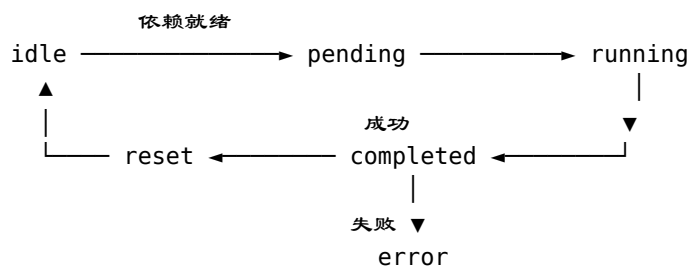 依赖就绪
idle pending running
成功
reset completed
失败
error